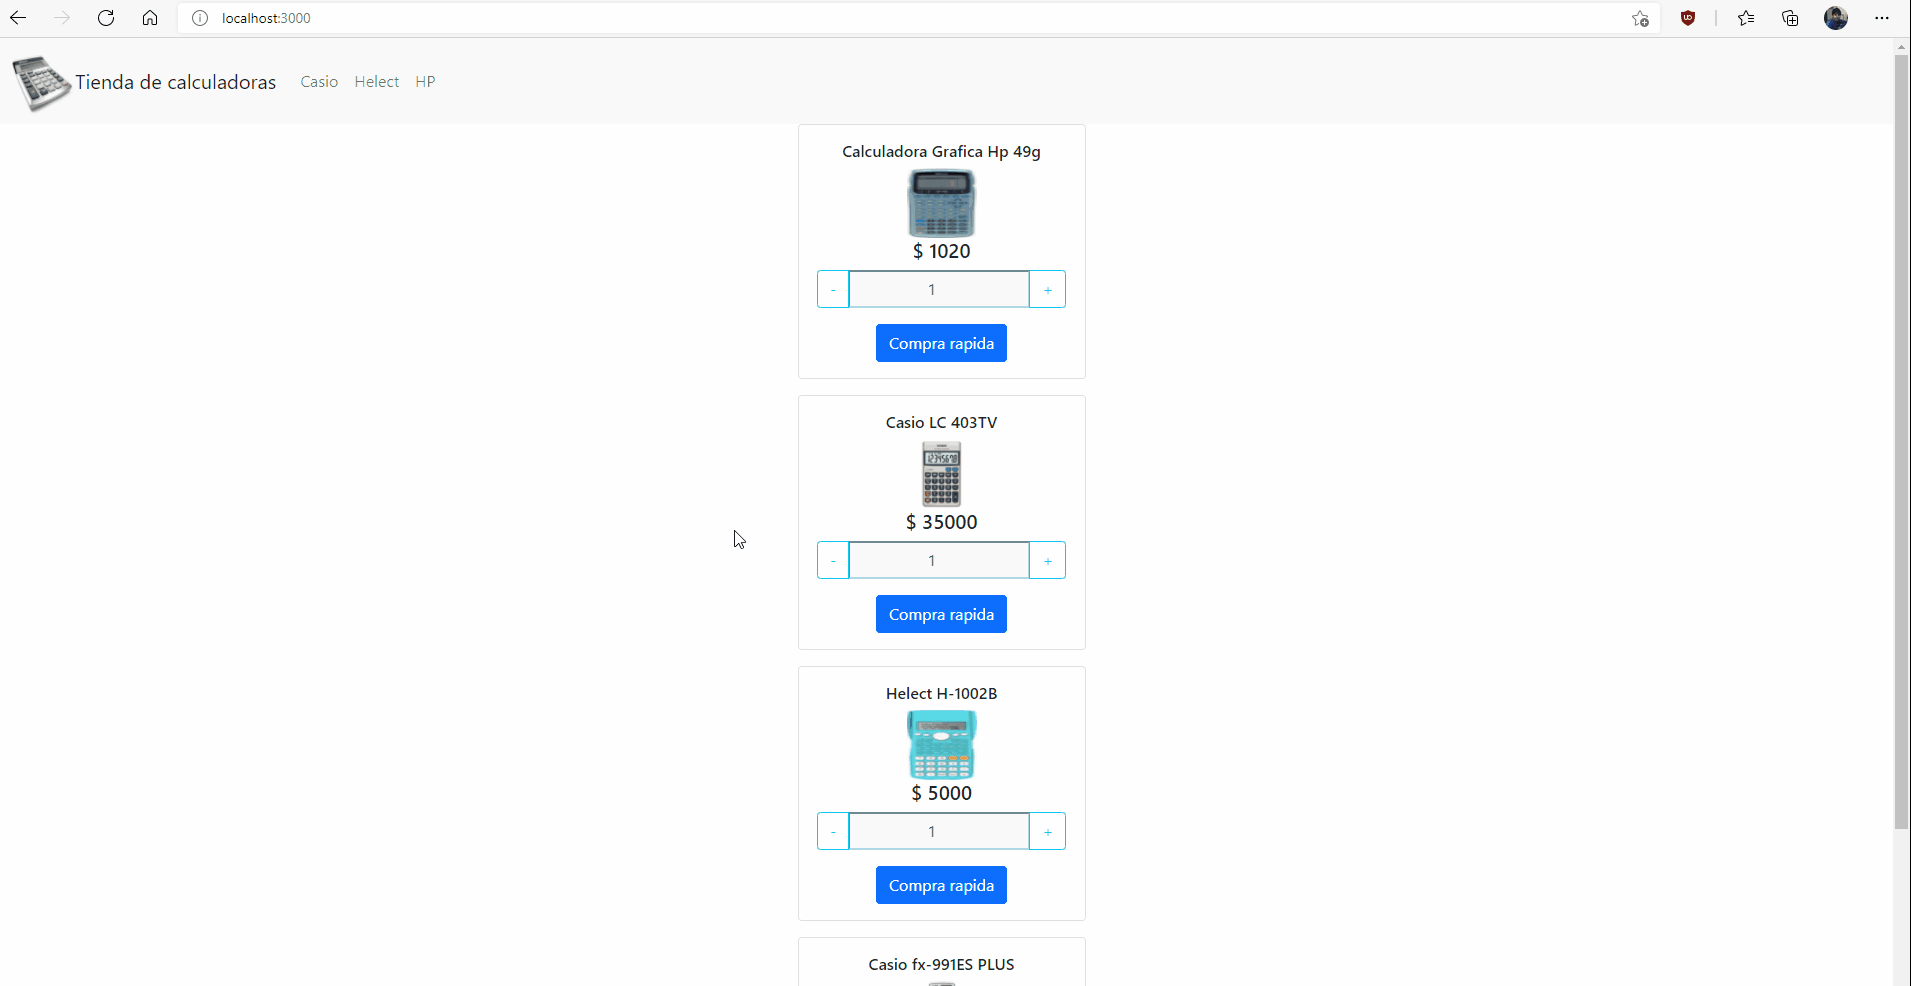 localhost:3000
Tienda de calculadoras Casio Helect HP
Calculadora Grafica Hp 49g
$ 1020
- 1 +
Compra rapida
Casio LC 403TV
12345678
$ 35000
- 1 +
Compra rapida
Helect H-1002B
$ 5000
- 1 +
Compra rapida
Casio fx-991ES PLUS